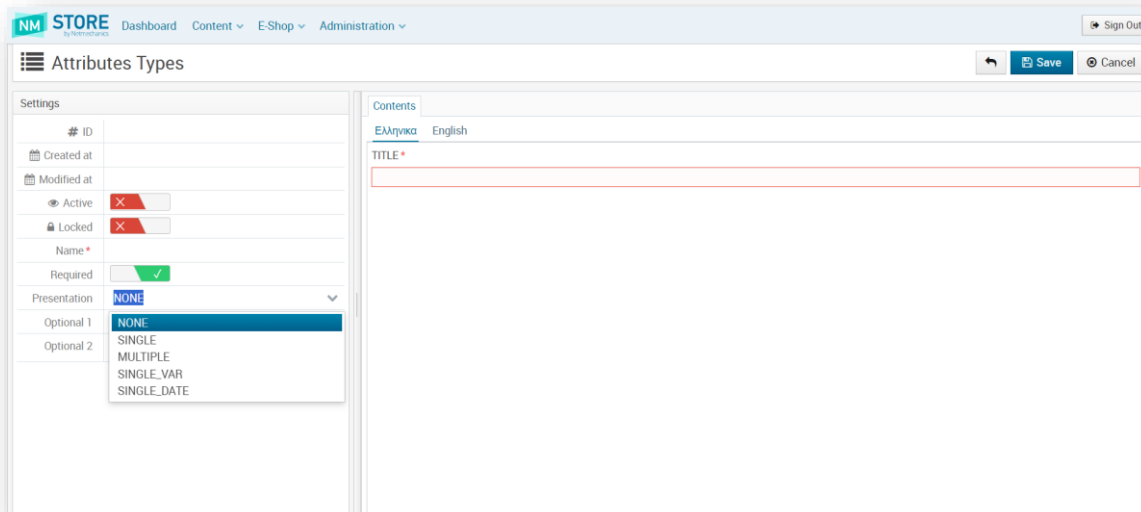 NM STORE by Netmechanics Dashboard Content E-Shop Administration Sign Out
Attributes Types Save Cancel
Settings
# ID
Created at
Modified at
Active
Locked
Name *
Required
Presentation NONE
Optional 1
Optional 2
NONE
SINGLE
MULTIPLE
SINGLE_VAR
SINGLE_DATE
Contents
Ελληνικα English
TITLE *